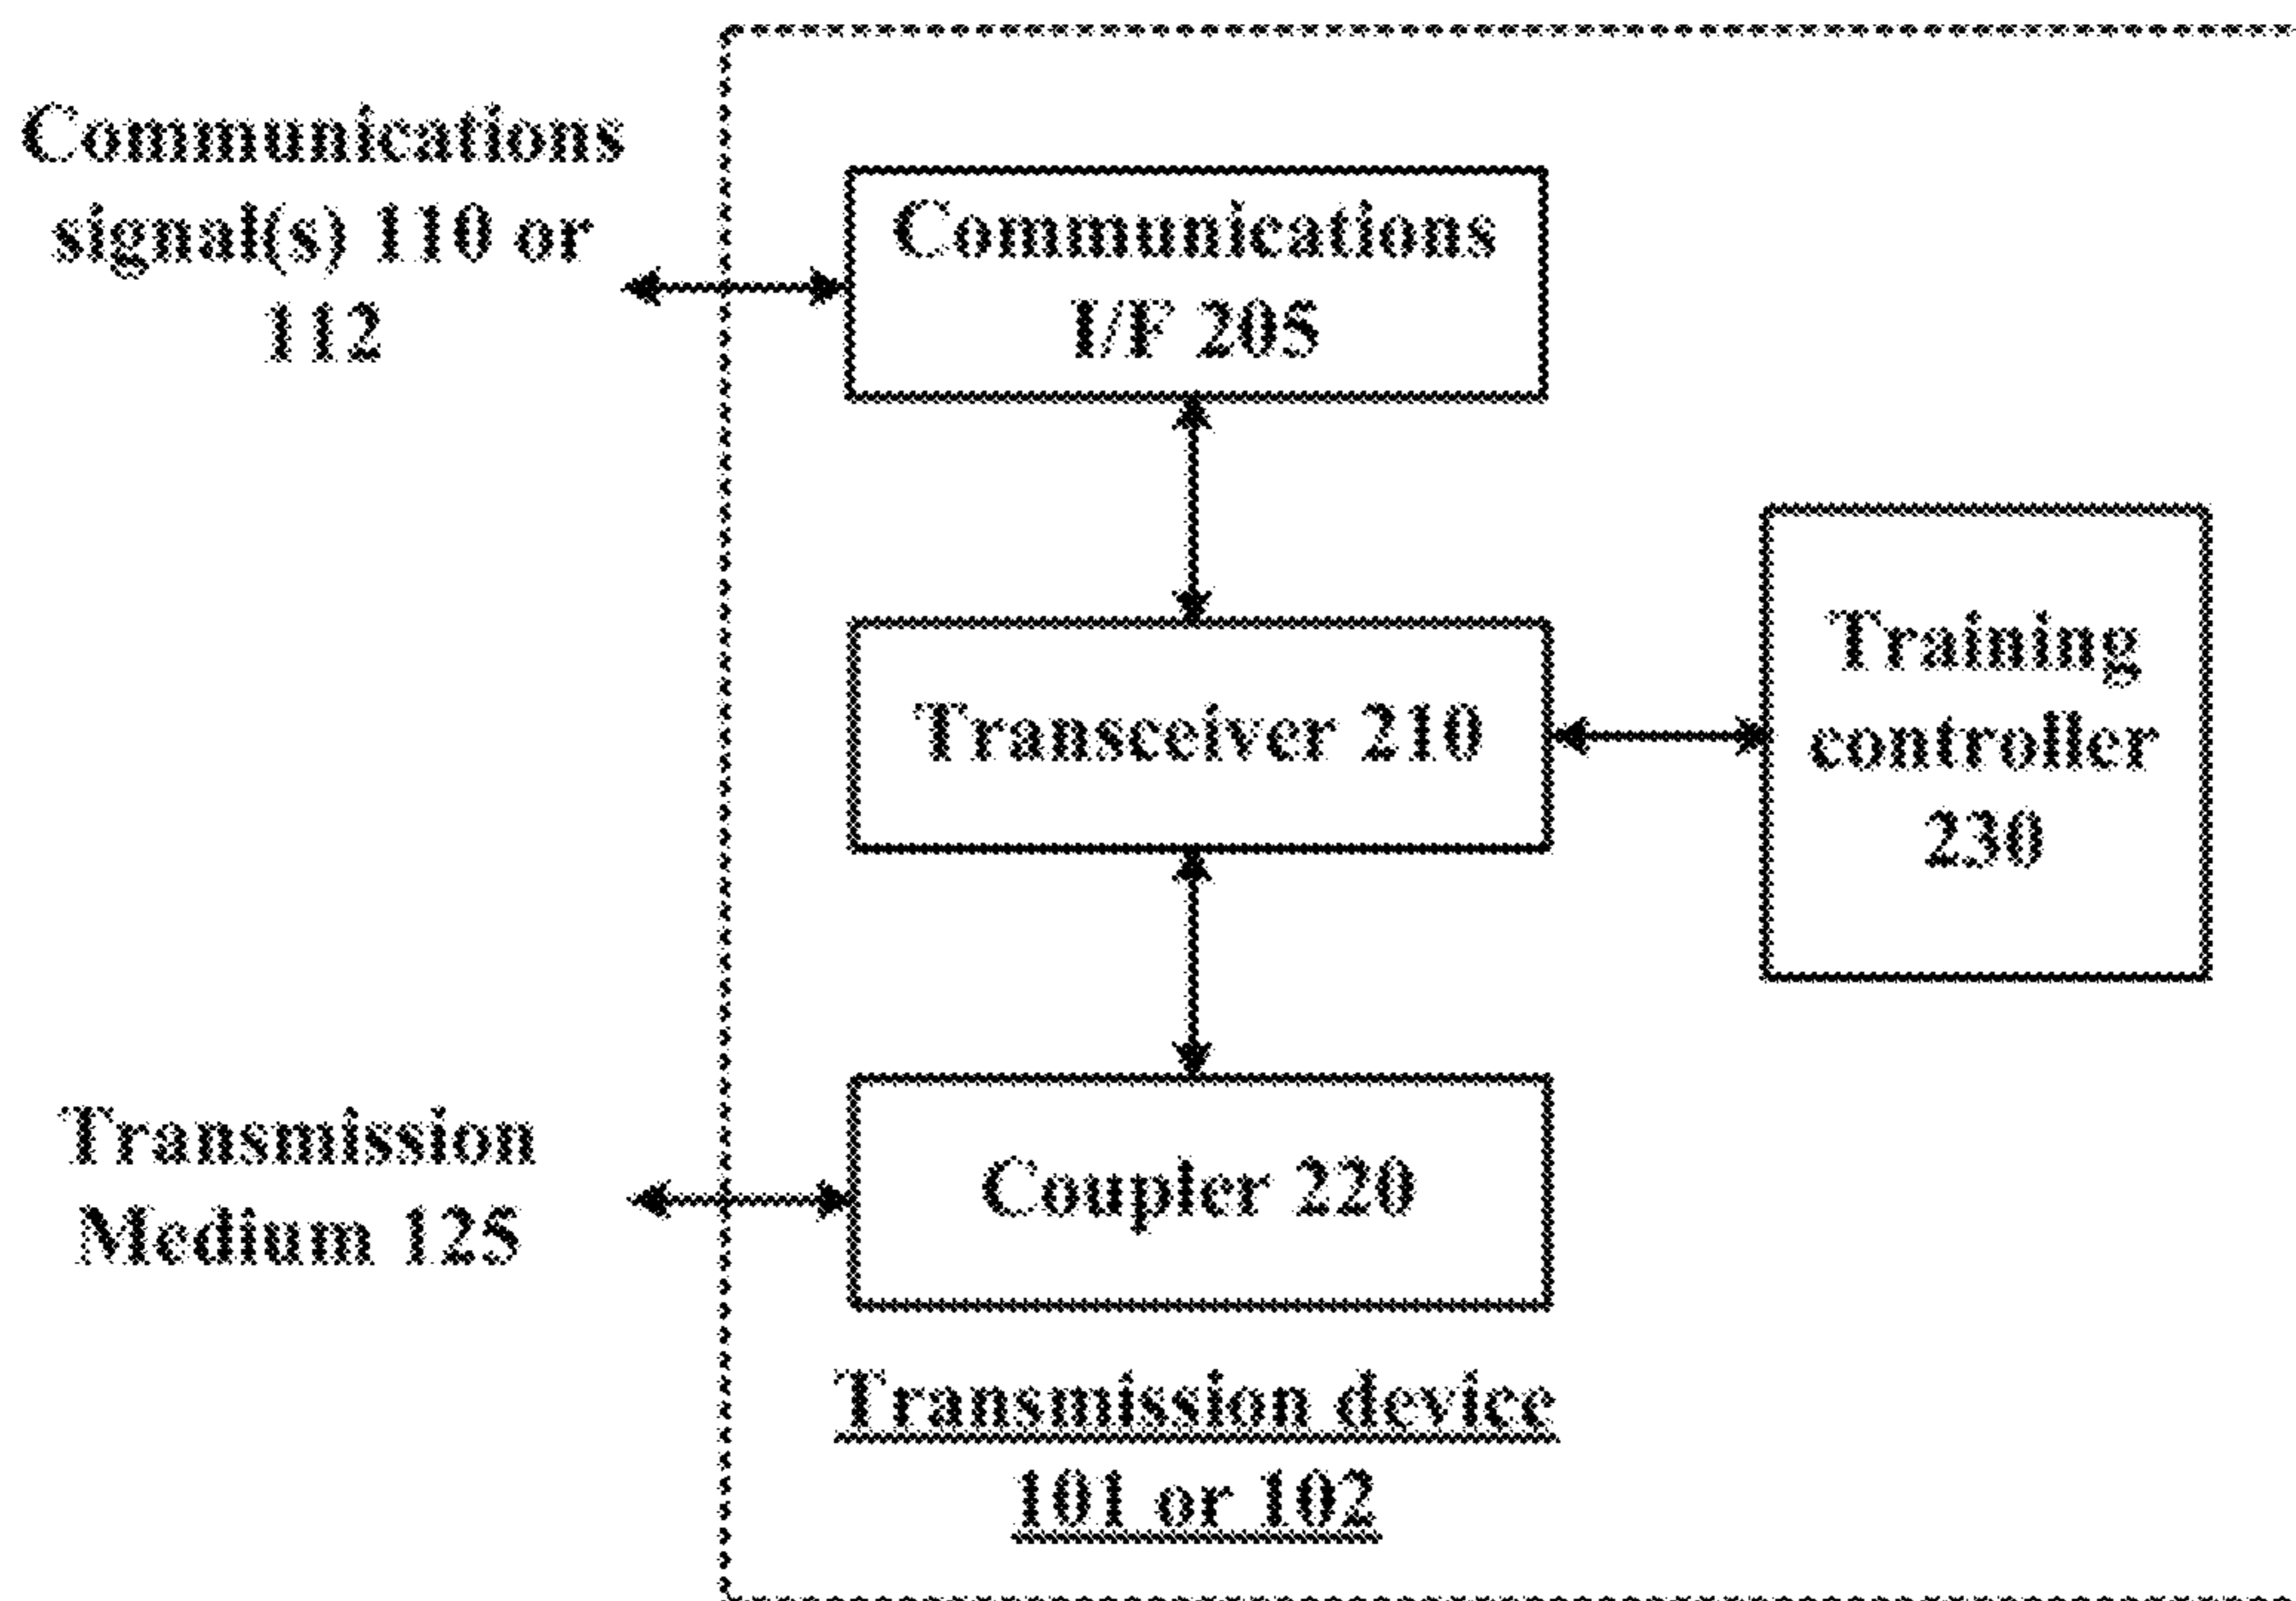 Communications
signal(s) 110 or
112
Communications
I/F 205
Transceiver 210
Training
controller
230
Transmission
Medium 125
Coupler 220
Transmission device
101 or 102